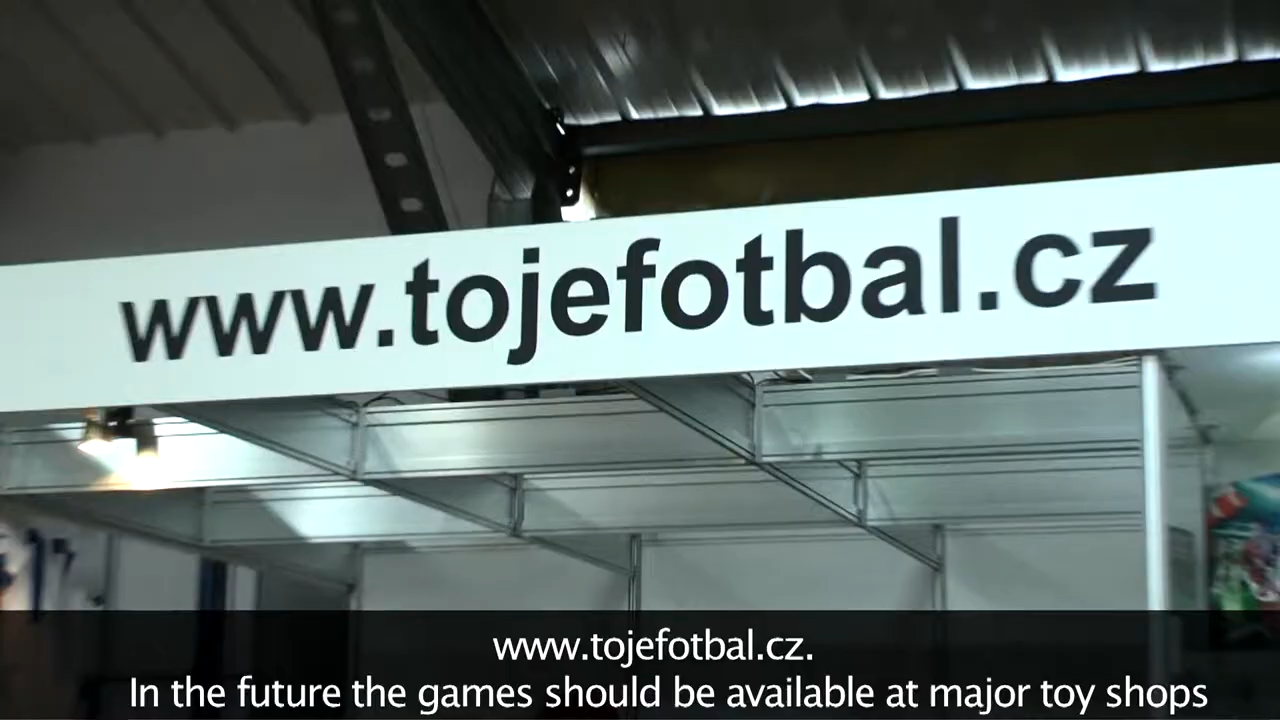 www.tojefotbal.cz
www.tojefotbal.cz.
In the future the games should be available at major toy shops